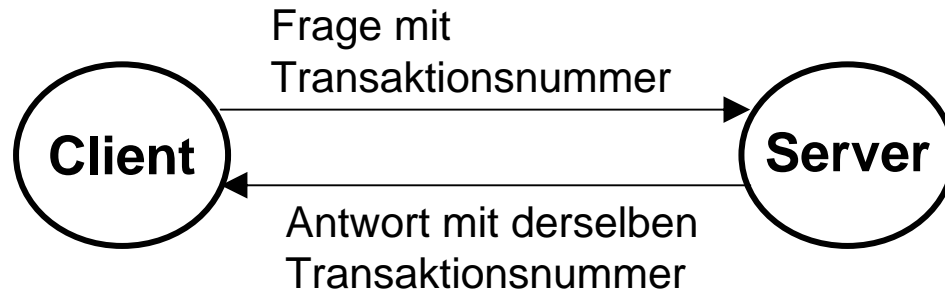 Frage mit
Transaktionsnummer
Client
Server
Antwort mit derselben
Transaktionsnummer